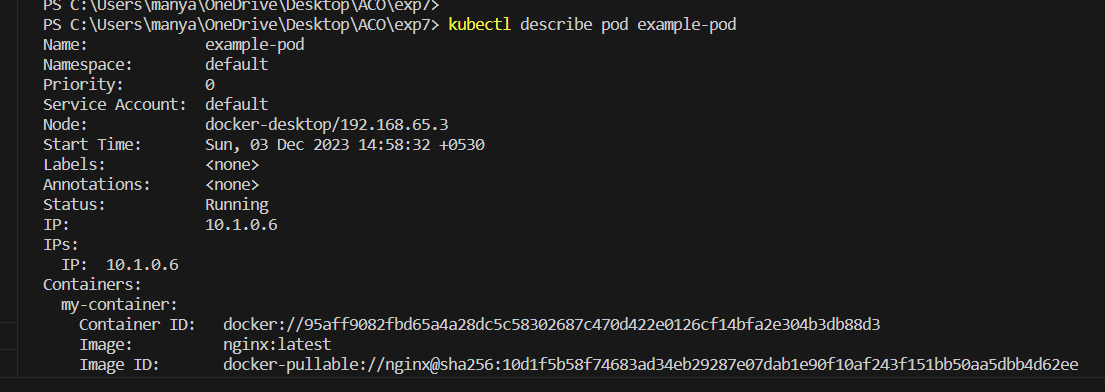 PS C:\Users\manya\OneDrive\Desktop\ACO\exp7>
PS C:\Users\manya\OneDrive\Desktop\ACO\exp7> kubectl describe pod example-pod
Name:             example-pod
Namespace:        default
Priority:         0
Service Account:  default
Node:             docker-desktop/192.168.65.3
Start Time:       Sun, 03 Dec 2023 14:58:32 +0530
Labels:           <none>
Annotations:      <none>
Status:           Running
IP:               10.1.0.6
IPs:
  IP:  10.1.0.6
Containers:
  my-container:
    Container ID:   docker://95aff9082fbd65a4a28dc5c58302687c470d422e0126cf14bfa2e304b3db88d3
    Image:          nginx:latest
    Image ID:       docker-pullable://nginx@sha256:10d1f5b58f74683ad34eb29287e07dab1e90f10af243f151bb50aa5dbb4d62ee